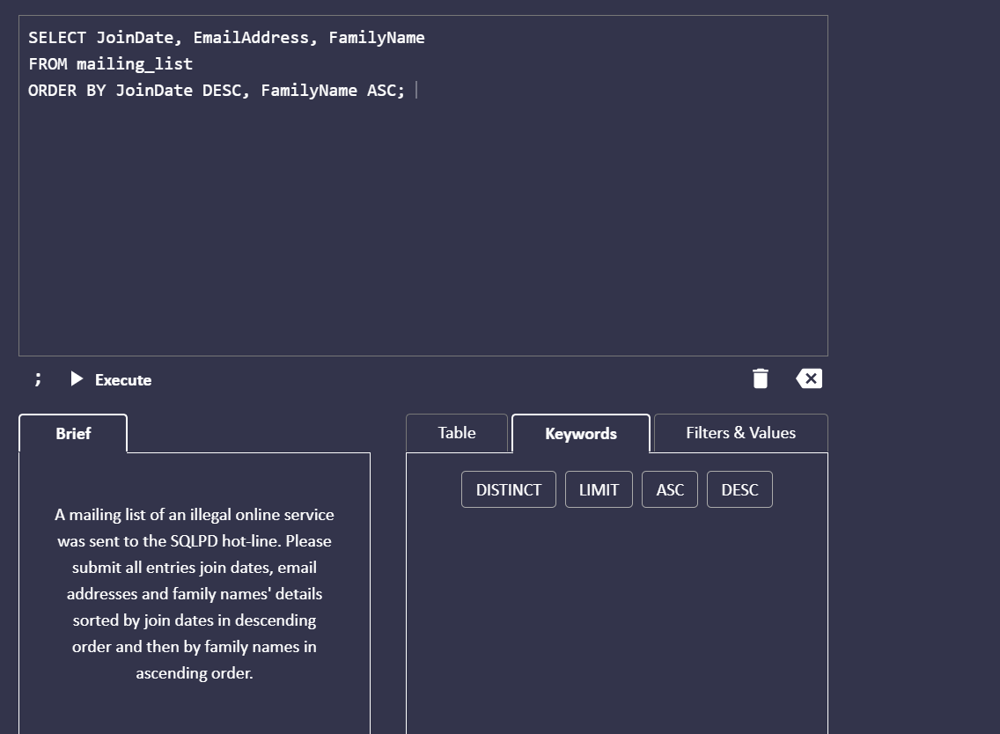 SELECT JoinDate, EmailAddress, FamilyName
FROM mailing_list
ORDER BY JoinDate DESC, FamilyName ASC;
; Execute
Brief
A mailing list of an illegal online service
was sent to the SQLPD hot-line. Please
submit all entries join dates, email
addresses and family names' details
sorted by join dates in descending
order and then by family names in
ascending order.
Table Keywords Filters & Values
DISTINCT LIMIT ASC DESC